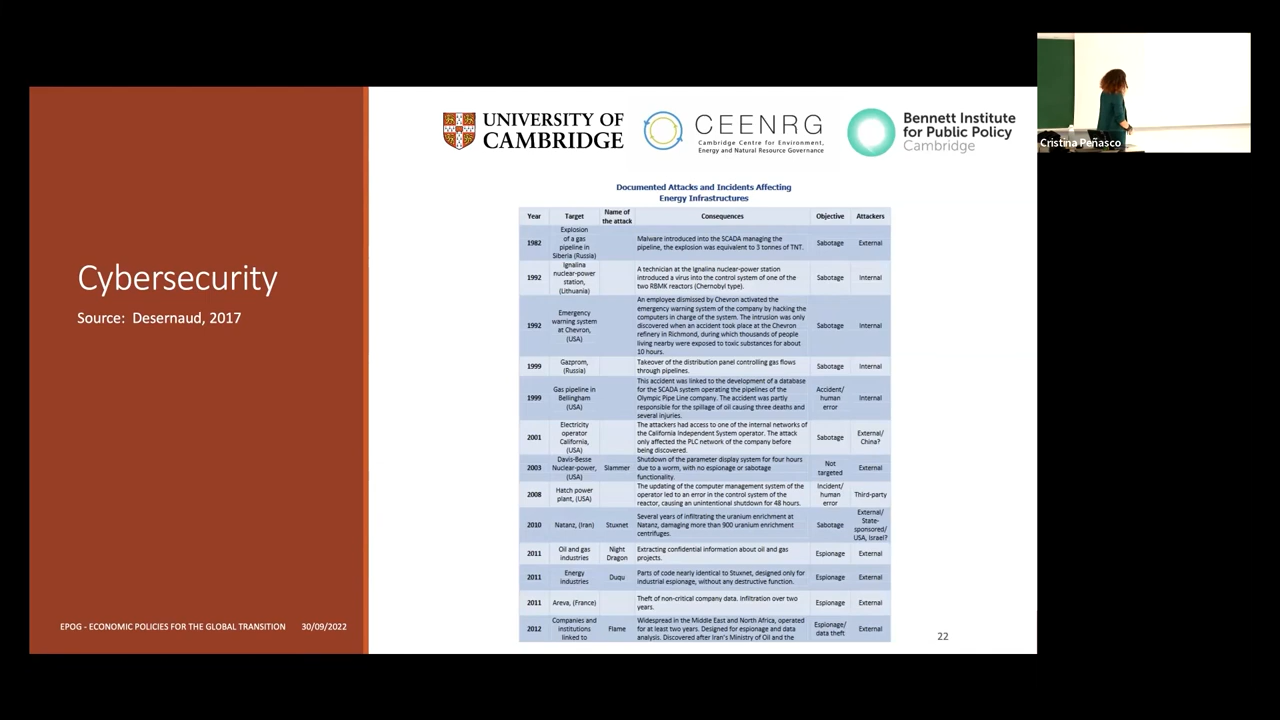 Cybersecurity
Source: Desernaud, 2017
EPOG - ECONOMIC POLICIES FOR THE GLOBAL TRANSITION 30/09/2022
UNIVERSITY OF
CAMBRIDGE
CEENRG
Cambridge Centre for Environment,
Energy and Natural Resource Governance
Bennett Institute
for Public Policy
Cambridge
Documented Attacks and Incidents Affecting
Energy Infrastructures
Year Target Name of the attack Consequences Objective Attackers
1982 Explosion of a gas pipeline in Siberia (Russia) Malware introduced into the SCADA managing the pipeline, the explosion was equivalent to 3 tonnes of TNT. Sabotage External
1992 Ignalina nuclear-power station, (Lithuania) A technician at the Ignalina nuclear-power station introduced a virus into the control system of one of the two RBMK reactors (Chernobyl type). Sabotage Internal
1992 Emergency warning system at Chevron, (USA) An employee dismissed by Chevron activated the emergency warning system of the company by hacking the computers in charge of the system. The intrusion was only discovered when an accident took place at the Chevron refinery in Richmond, during which thousands of people living nearby were exposed to toxic substances for about 10 hours. Sabotage Internal
1999 Gazprom, (Russia) Takeover of the distribution panel controlling gas flows through pipelines. Sabotage Internal
1999 Gas pipeline in Bellingham (USA) This accident was linked to the development of a database for the SCADA system operating the pipelines of the Olympic Pipe Line company. The accident was partly responsible for the spillage of oil causing three deaths and several injuries. Accident/ human error Internal
2001 Electricity operator California, (USA) The attackers had access to one of the internal networks of the California Independent System operator. The attack only affected the PLC network of the company before being discovered. Sabotage External/ China?
2003 Davis-Besse Nuclear-power, (USA) Slammer Shutdown of the parameter display system for four hours due to a worm, with no espionage or sabotage functionality. Not targeted External
2008 Hatch power plant, (USA) The updating of the computer management system of the operator led to an error in the control system of the reactor, causing an unintentional shutdown for 48 hours. Incident/ human error Third-party
2010 Natanz, (Iran) Stuxnet Several years of infiltrating the uranium enrichment at Natanz, damaging more than 900 uranium enrichment centrifuges. Sabotage External/ State-sponsored/ USA, Israel?
2011 Oil and gas industries Night Dragon Extracting confidential information about oil and gas projects. Espionage External
2011 Energy industries Duqu Parts of code nearly identical to Stuxnet, designed only for industrial espionage, without any destructive function. Espionage External
2011 Areva, (France) Theft of non-critical company data. Infiltration over two years. Espionage External
2012 Companies and institutions linked to Flame Widespread in the Middle East and North Africa, operated for at least two years. Designed for espionage and data analysis. Discovered after Iran's Ministry of Oil and the Espionage/ data theft External
22
Cristina Peñasco